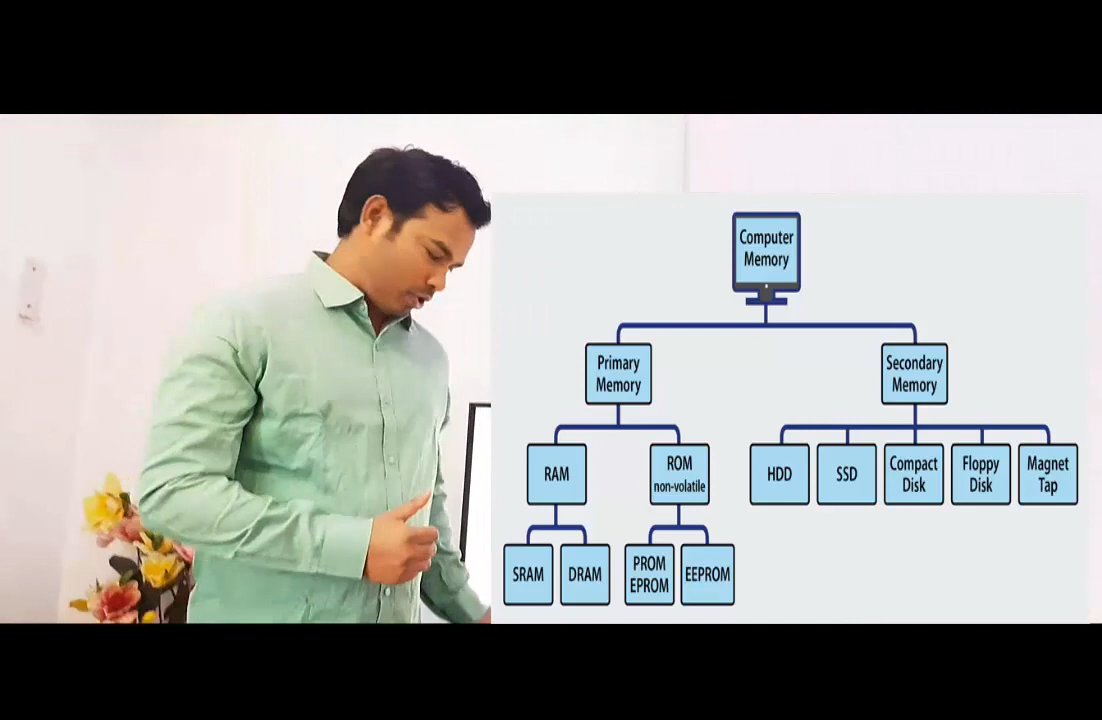 Computer
Memory
Primary
Memory
Secondary
Memory
RAM
ROM
non-volatile
HDD
SSD
Compact
Disk
Floppy
Disk
Magnet
Tap
SRAM
DRAM
PROM
EPROM
EEPROM